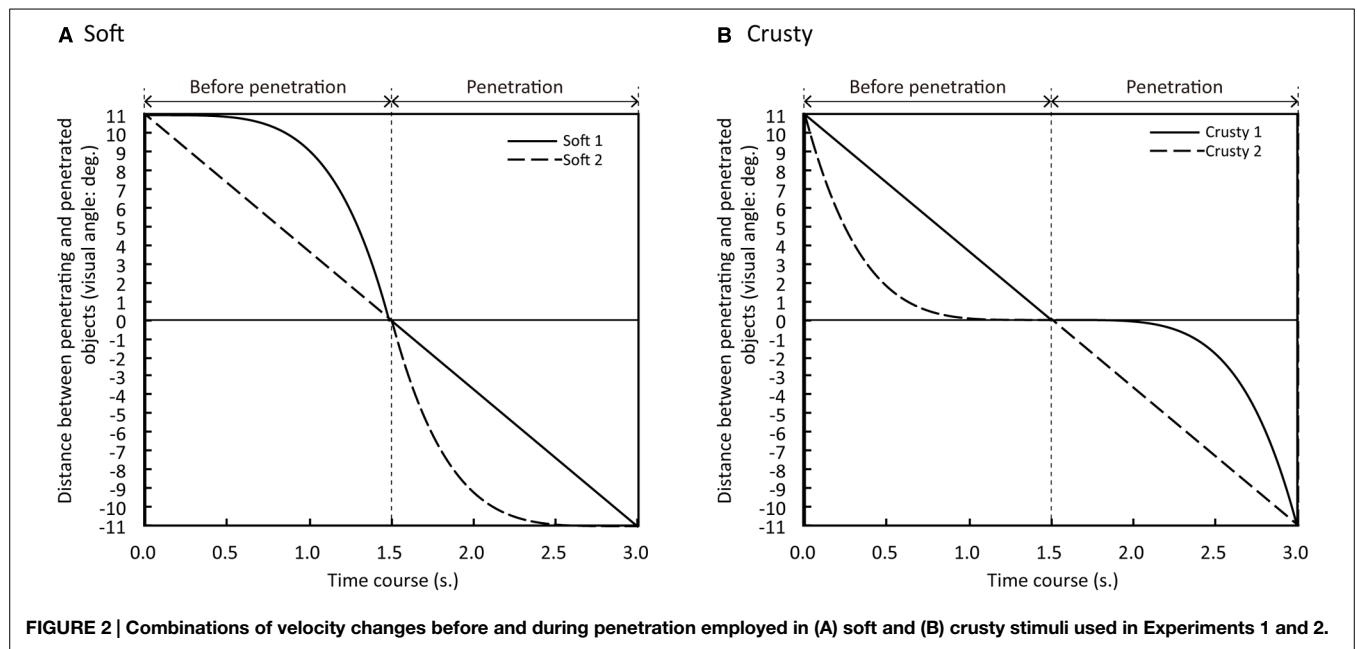 A Soft
Before penetration
Penetration
Distance between penetrating and penetrated
objects (visual angle: deg.)
11
10
9
8
7
6
5
4
3
2
1
0
-1
-2
-3
-4
-5
-6
-7
-8
-9
-10
-11
Soft 1
Soft 2
0.0 0.5 1.0 1.5 2.0 2.5 3.0
Time course (s.)
B Crusty
Before penetration
Penetration
Distance between penetrating and penetrated
objects (visual angle: deg.)
11
10
9
8
7
6
5
4
3
2
1
0
-1
-2
-3
-4
-5
-6
-7
-8
-9
-10
-11
Crusty 1
Crusty 2
0.0 0.5 1.0 1.5 2.0 2.5 3.0
Time course (s.)
FIGURE 2 | Combinations of velocity changes before and during penetration employed in (A) soft and (B) crusty stimuli used in Experiments 1 and 2.